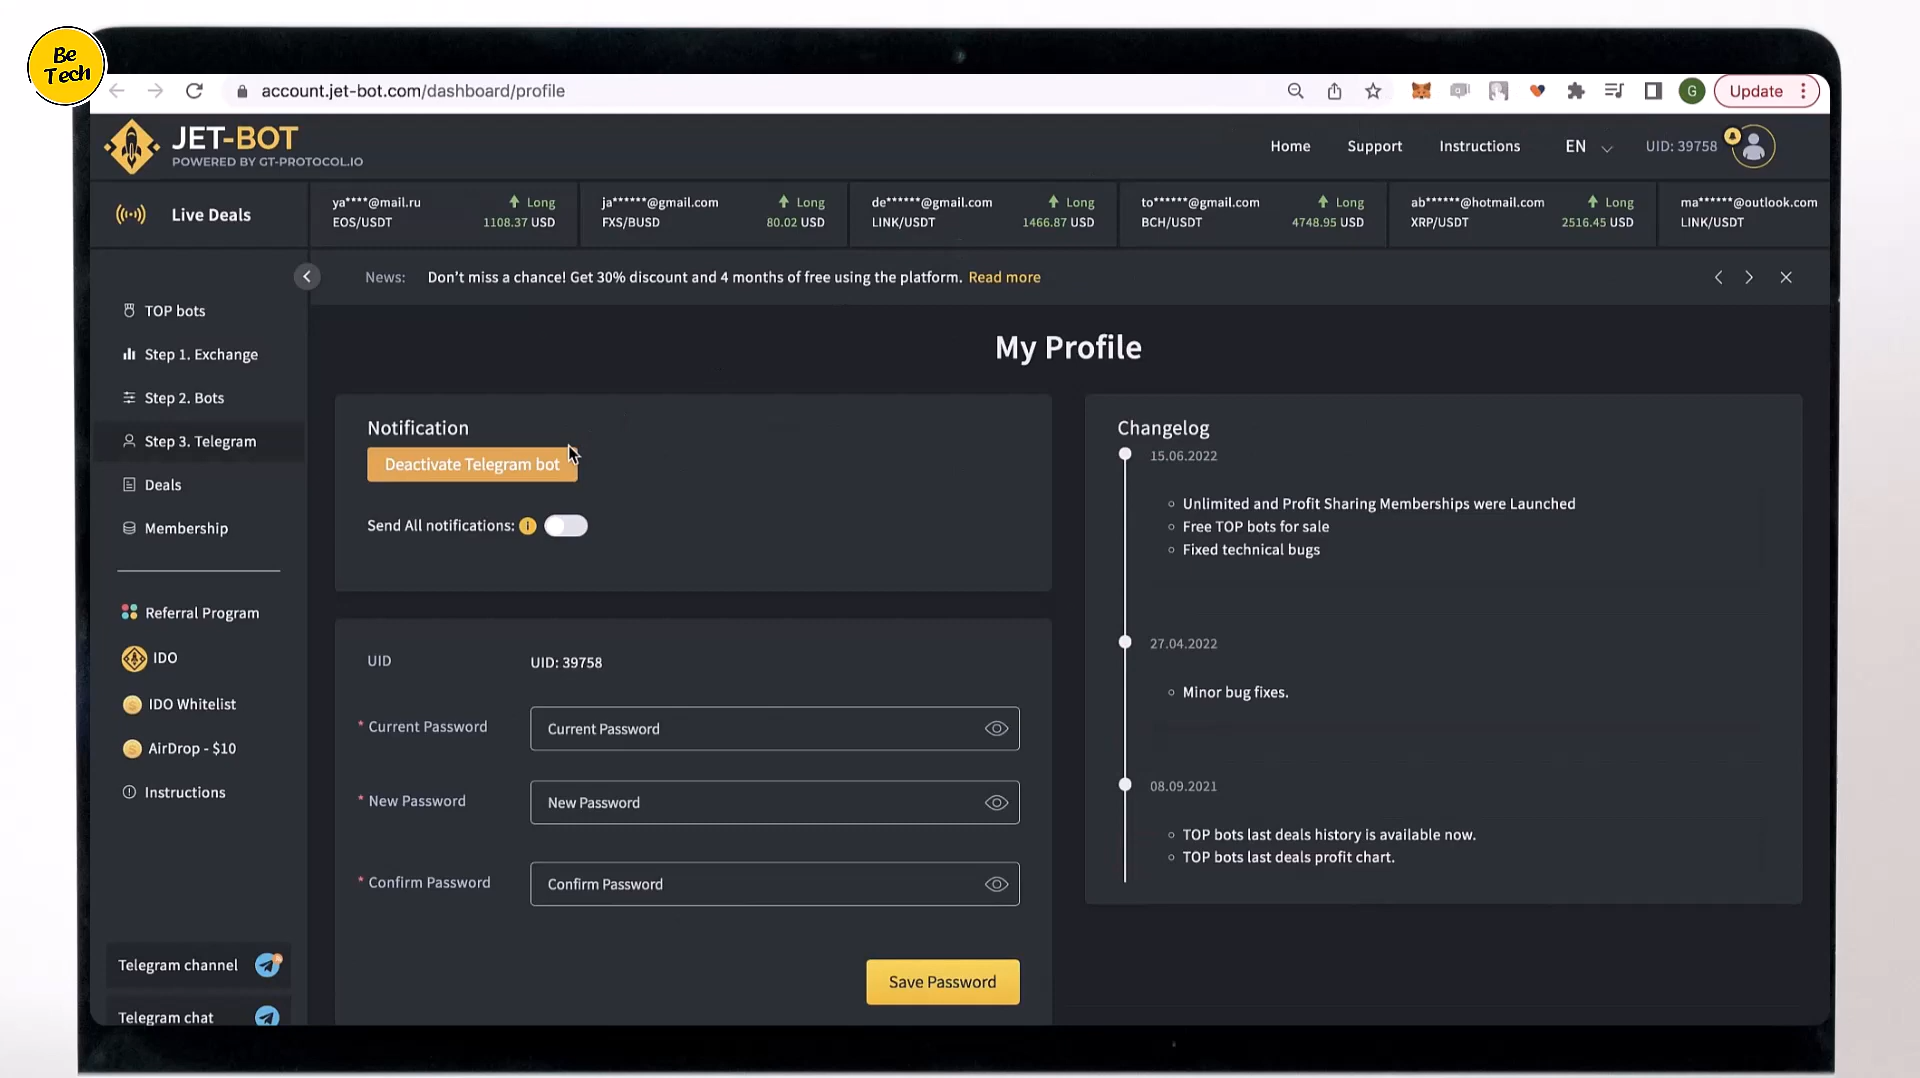 Be
Tech
account.jet-bot.com/dashboard/profile
G
Update
JET-BOT
POWERED BY GT-PROTOCOL.IO
Home
Support
Instructions
EN
UID: 39758
Live Deals
ya****@mail.ru
Long
EOS/USDT
1108.37 USD
ja******@gmail.com
Long
FXS/BUSD
80.02 USD
de******@gmail.com
Long
LINK/USDT
1466.87 USD
to******@gmail.com
Long
BCH/USDT
4748.95 USD
ab******@hotmail.com
Long
XRP/USDT
2516.45 USD
ma******@outlook.com
LINK/USDT
News:
Don't miss a chance! Get 30% discount and 4 months of free using the platform. Read more
TOP bots
Step 1. Exchange
Step 2. Bots
Step 3. Telegram
Deals
Membership
Referral Program
IDO
IDO Whitelist
AirDrop - $10
Instructions
Telegram channel
Telegram chat
My Profile
Notification
Deactivate Telegram bot
Send All notifications:
UID
UID: 39758
* Current Password
Current Password
* New Password
New Password
* Confirm Password
Confirm Password
Save Password
Changelog
15.06.2022
Unlimited and Profit Sharing Memberships were Launched
Free TOP bots for sale
Fixed technical bugs
27.04.2022
Minor bug fixes.
08.09.2021
TOP bots last deals history is available now.
TOP bots last deals profit chart.